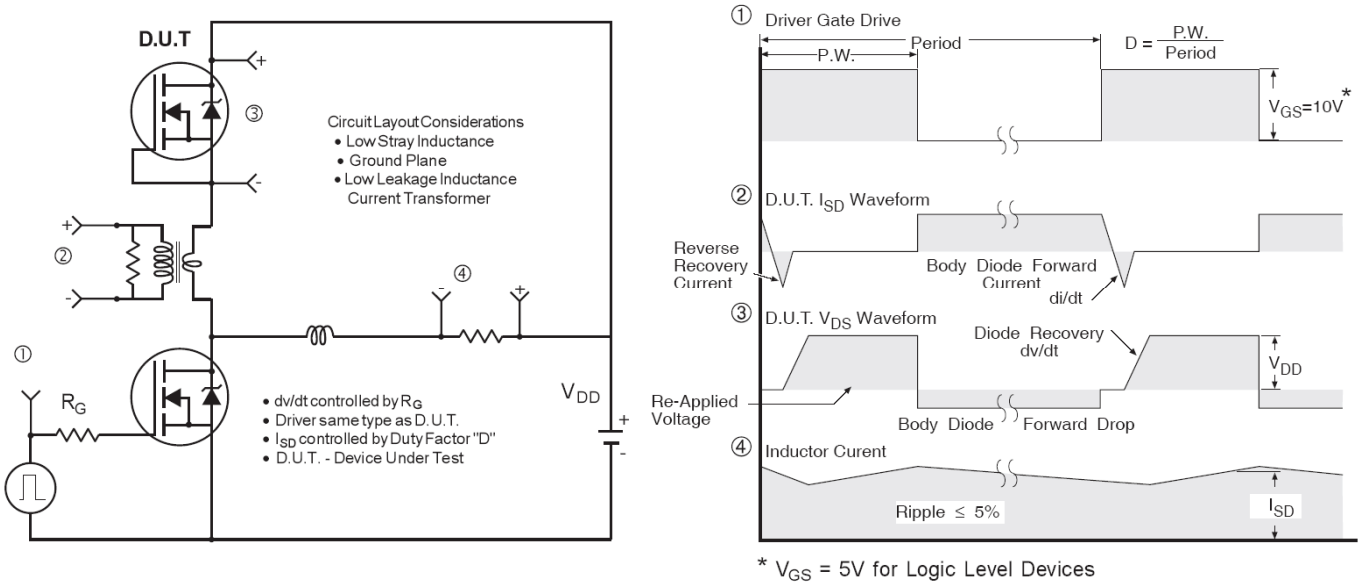 D.U.T
+
③
-
Circuit Layout Considerations
• Low Stray Inductance
• Ground Plane
• Low Leakage Inductance
Current Transformer
+
②
-
④
-
+
①
R_G
• dv/dt controlled by R_G
• Driver same type as D.U.T.
• I_SD controlled by Duty Factor "D"
• D.U.T. - Device Under Test
V_DD
+
-
① Driver Gate Drive
P.W.
Period
D = P.W. / Period
V_GS=10V*
② D.U.T. I_SD Waveform
Reverse
Recovery
Current
Body Diode Forward
Current
di/dt
③ D.U.T. V_DS Waveform
Diode Recovery
dv/dt
V_DD
Re-Applied
Voltage
Body Diode Forward Drop
④ Inductor Curent
Ripple ≤ 5%
I_SD
* V_GS = 5V for Logic Level Devices